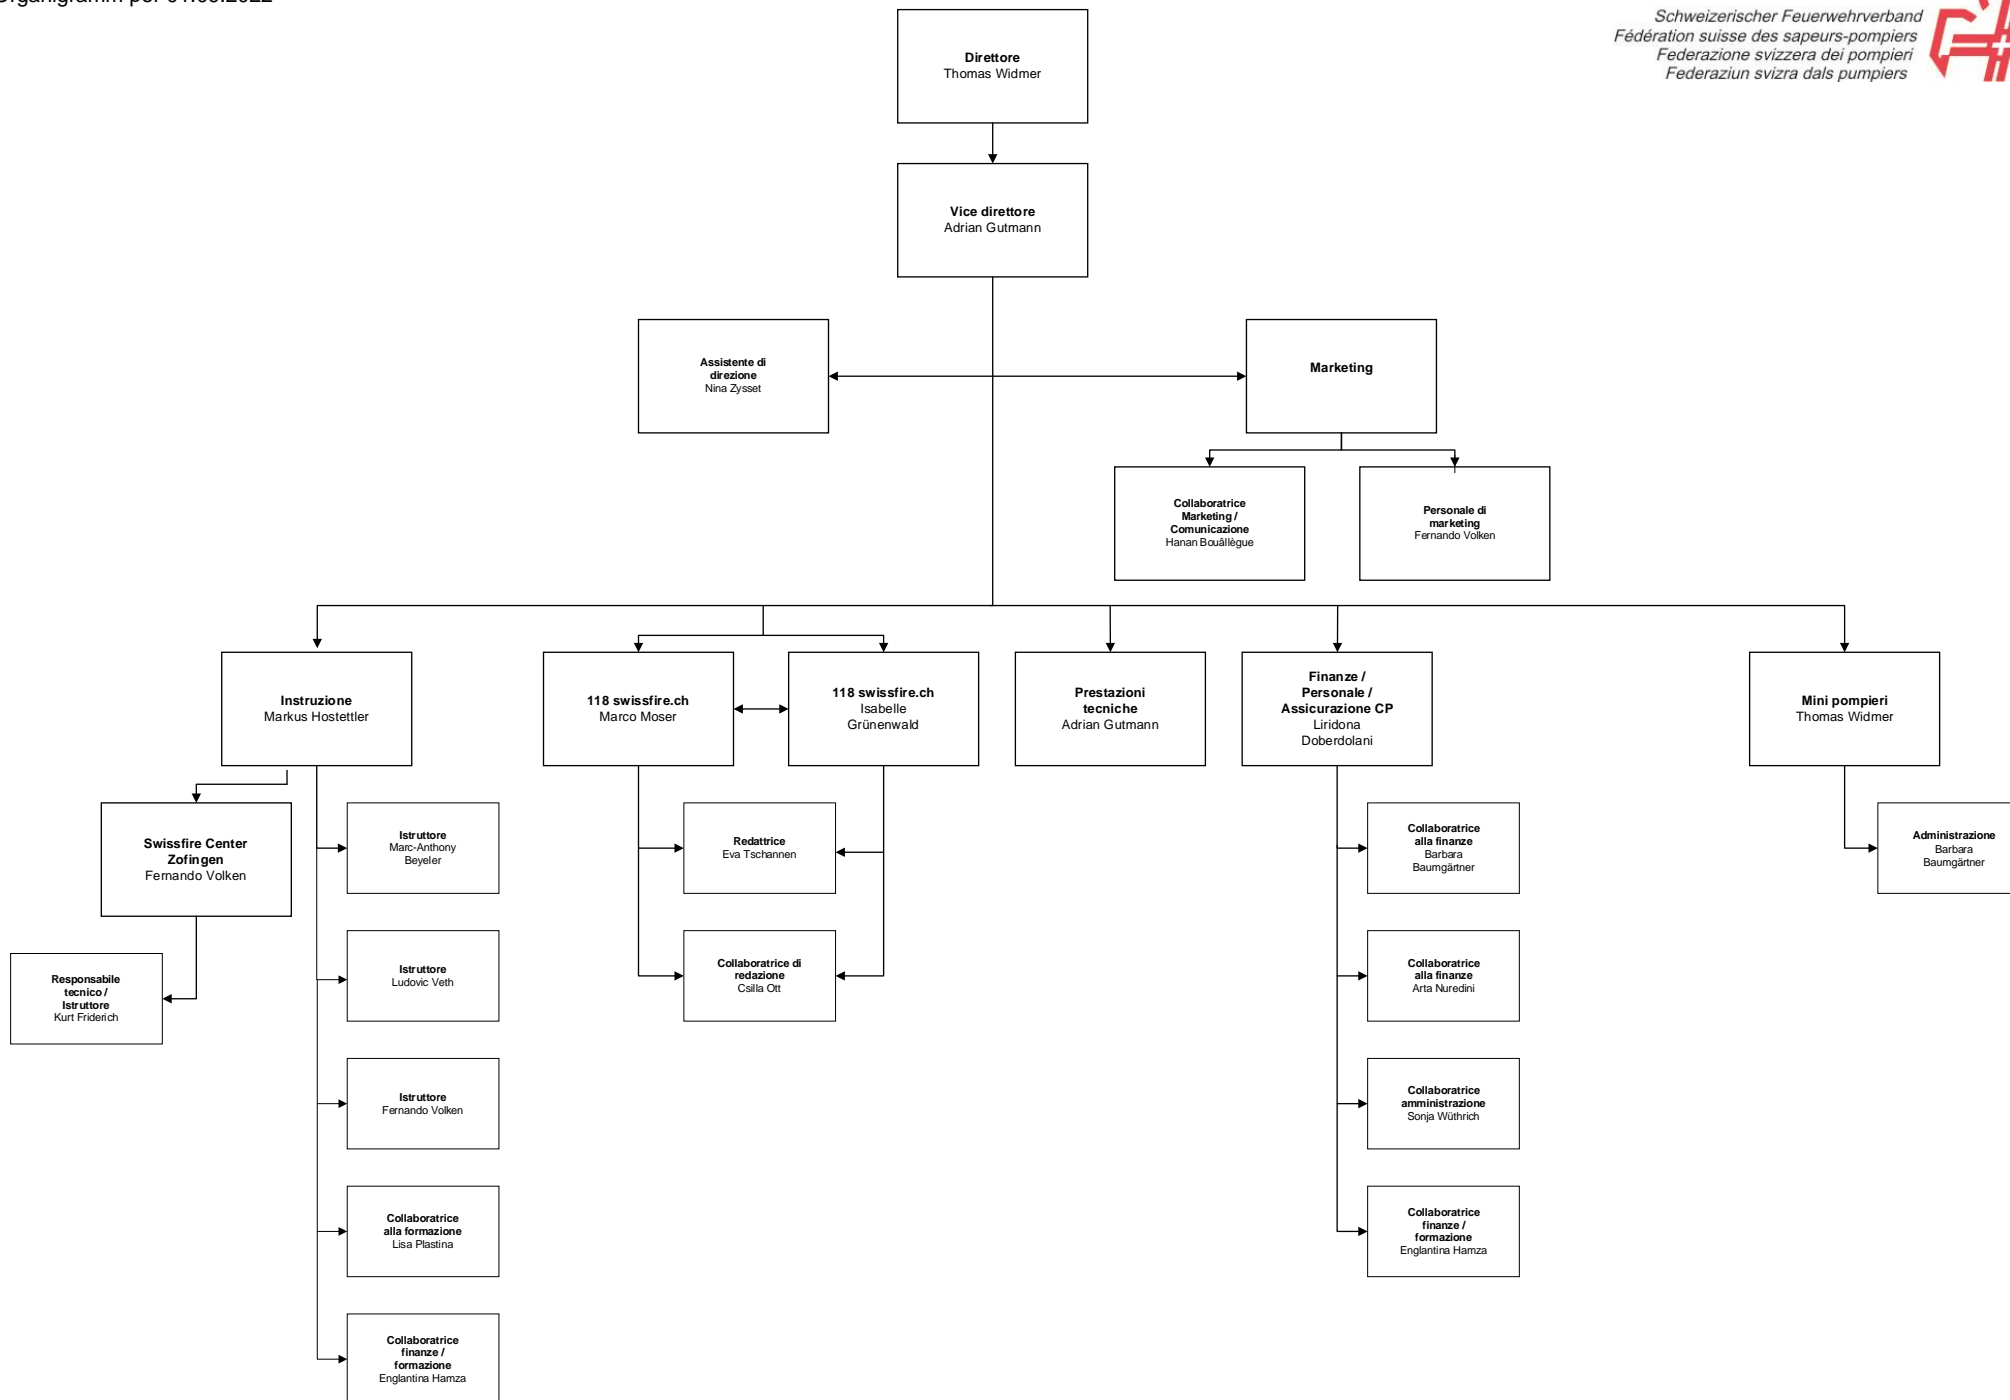 Schweizerischer Feuerwehrverband
Fédération suisse des sapeurs-pompiers
Federazione svizzera dei pompieri
Federaziun svizra dals pumpiers
Direttore
Thomas Widmer
Vice direttore
Adrian Gutmann
Assistente di
direzione
Nina Zysset
Marketing
Collaboratrice
Marketing /
Comunicazione
Hanan Bouâllègue
Personale di
marketing
Fernando Volken
Instruzione
Markus Hostettler
118 swissfire.ch
Marco Moser
118 swissfire.ch
Isabelle
Grünenwald
Prestazioni
tecniche
Adrian Gutmann
Finanze /
Personale /
Assicurazione CP
Liridona
Doberdolani
Mini pompieri
Thomas Widmer
Swissfire Center
Zofingen
Fernando Volken
Istruttore
Marc-Anthony
Beyeler
Redattrice
Eva Tschannen
Collaboratrice
alla finanze
Barbara
Baumgärtner
Administrazione
Barbara
Baumgärtner
Responsabile
tecnico /
Istruttore
Kurt Friderich
Istruttore
Ludovic Veth
Collaboratrice di
redazione
Csilla Ott
Collaboratrice
alla finanze
Arta Nuredini
Istruttore
Fernando Volken
Collaboratrice
amministrazione
Sonja Wüthrich
Collaboratrice
alla formazione
Lisa Plastina
Collaboratrice
finanze /
formazione
Englantina Hamza
Collaboratrice
finanze /
formazione
Englantina Hamza